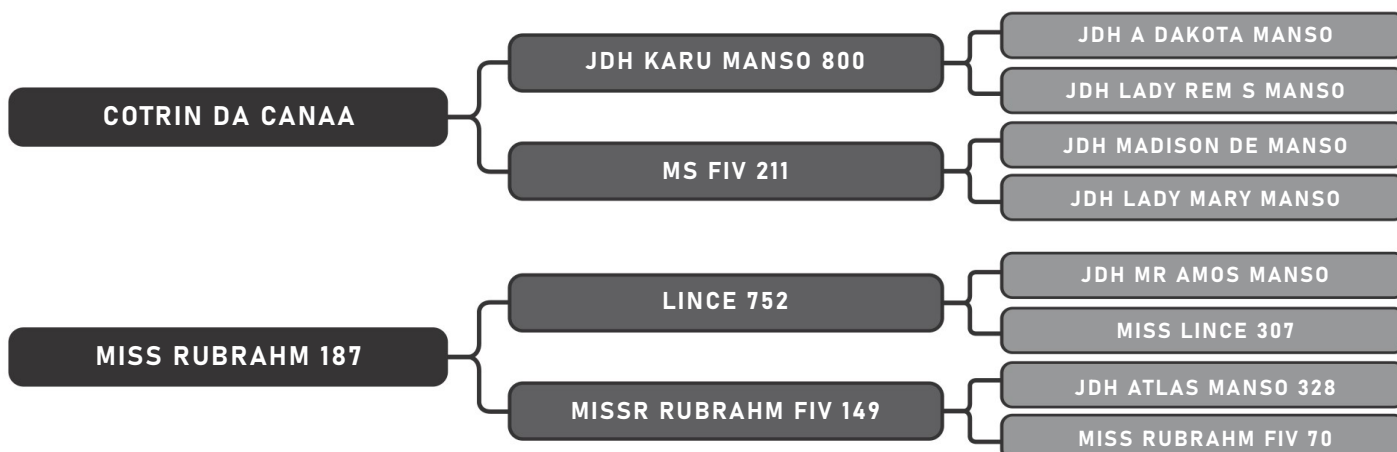 COTRIN DA CANAA
JDH KARU MANSO 800
JDH A DAKOTA MANSO
JDH LADY REM S MANSO
MS FIV 211
JDH MADISON DE MANSO
JDH LADY MARY MANSO
MISS RUBRAHM 187
LINCE 752
JDH MR AMOS MANSO
MISS LINCE 307
MISSR RUBRAHM FIV 149
JDH ATLAS MANSO 328
MISS RUBRAHM FIV 70